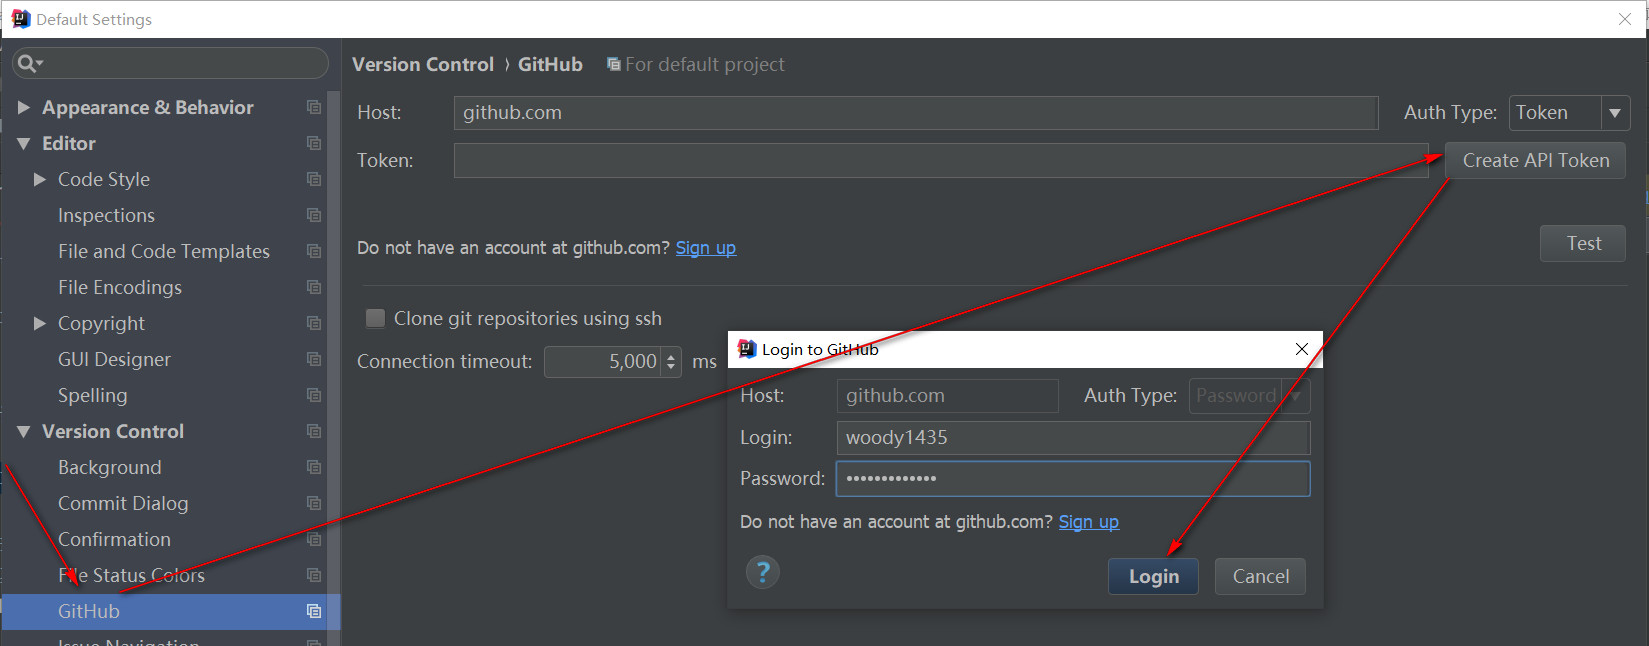 Default Settings
Appearance & Behavior
Editor
Code Style
Inspections
File and Code Templates
File Encodings
Copyright
GUI Designer
Spelling
Version Control
Background
Commit Dialog
Confirmation
File Status Colors
GitHub
Issue Navigation
Version Control › GitHub For default project
Host: github.com Auth Type: Token
Token: Create API Token
Do not have an account at github.com? Sign up
Test
Clone git repositories using ssh
Connection timeout: 5,000 ms
Login to GitHub
Host: github.com Auth Type: Password
Login: woody1435
Password: •••••••••••••
Do not have an account at github.com? Sign up
? Login Cancel